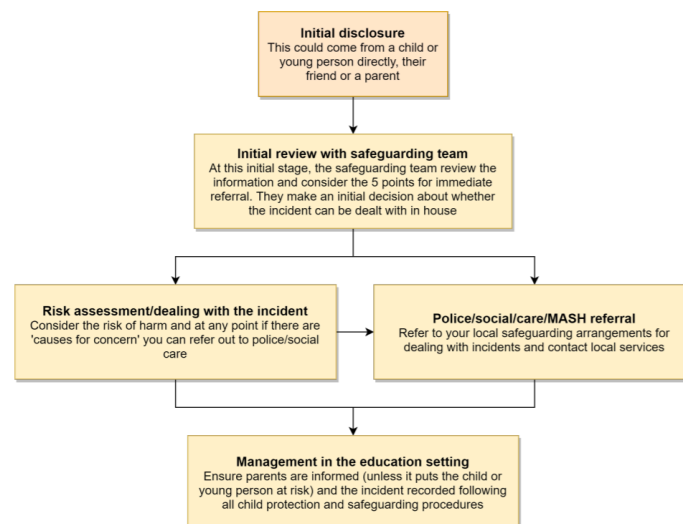 Initial disclosure
This could come from a child or
young person directly, their
friend or a parent
Initial review with safeguarding team
At this initial stage, the safeguarding team review the
information and consider the 5 points for immediate
referral. They make an initial decision about whether
the incident can be dealt with in house
Risk assessment/dealing with the incident
Consider the risk of harm and at any point if there are
'causes for concern' you can refer out to police/social
care
Police/social/care/MASH referral
Refer to your local safeguarding arrangements for
dealing with incidents and contact local services
Management in the education setting
Ensure parents are informed (unless it puts the child or
young person at risk) and the incident recorded following
all child protection and safeguarding procedures